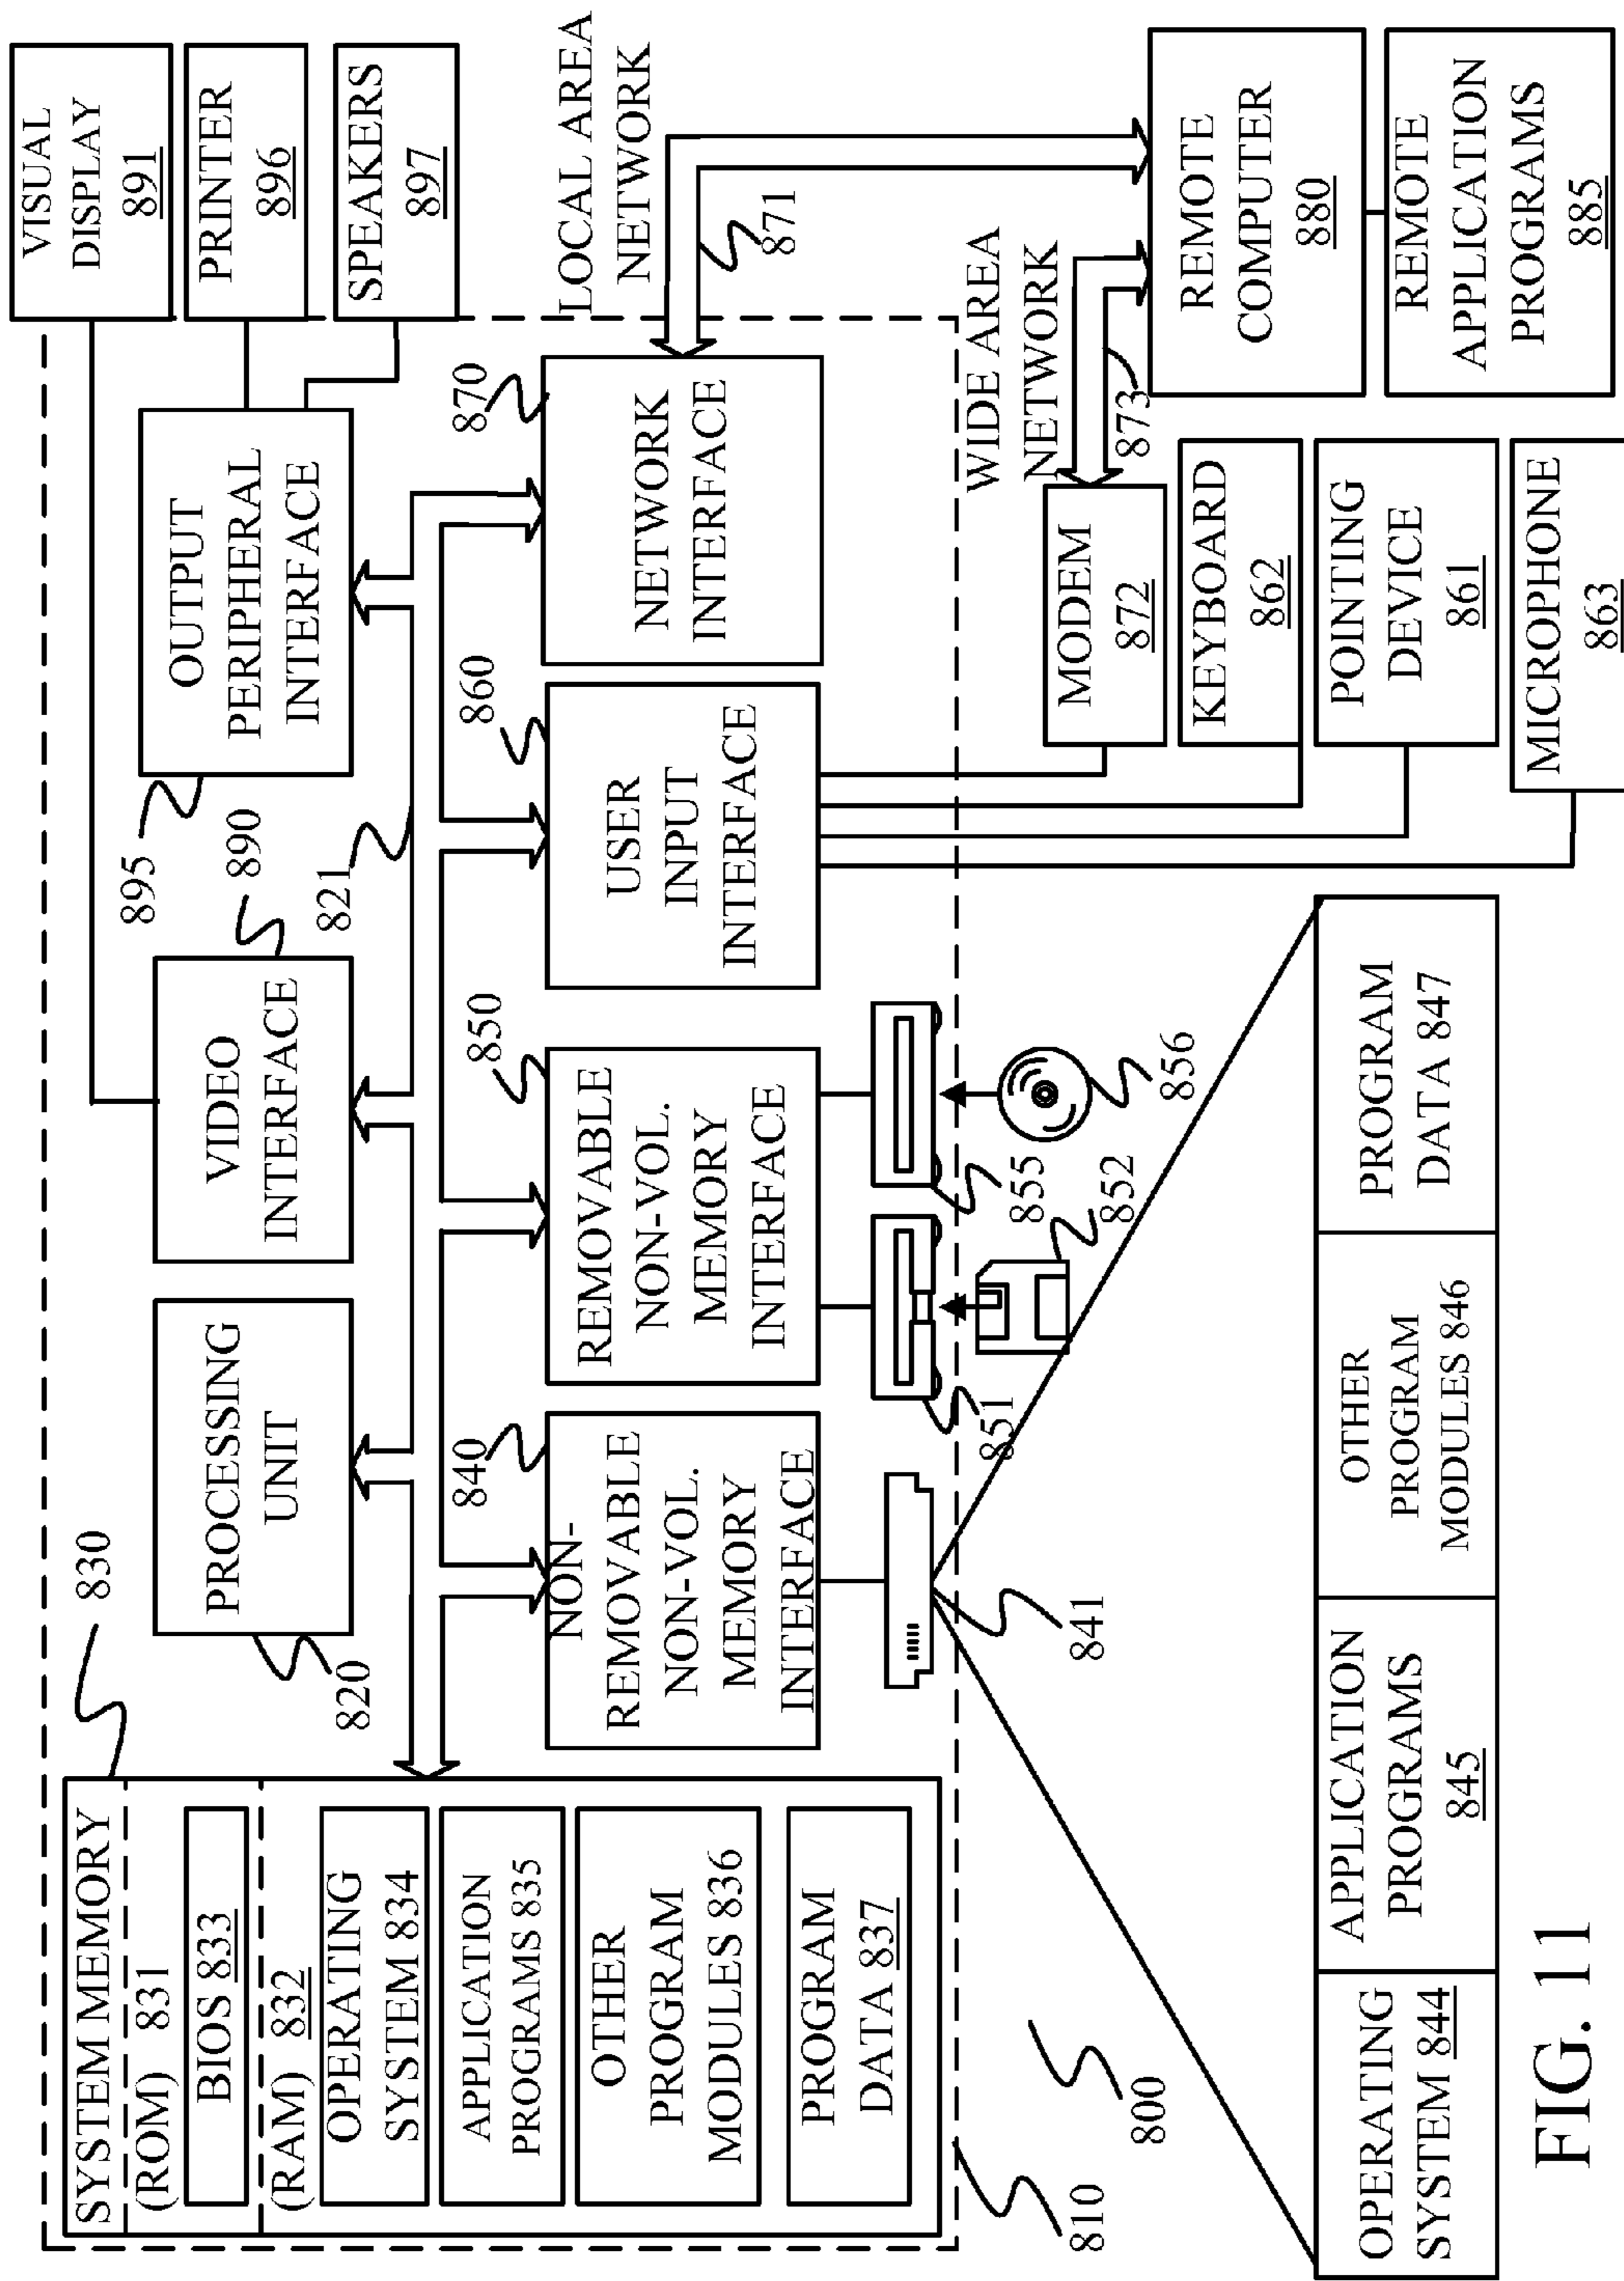 SYSTEM MEMORY
(ROM) 831
BIOS 833
(RAM) 832
OPERATING
SYSTEM 834
APPLICATION
PROGRAMS 835
OTHER
PROGRAM
MODULES 836
PROGRAM
DATA 837
830
PROCESSING
UNIT
820
VIDEO
INTERFACE
890
821
OUTPUT
PERIPHERAL
INTERFACE
895
VISUAL
DISPLAY
891
PRINTER
896
SPEAKERS
897
NON-
REMOVABLE
NON-VOL.
MEMORY
INTERFACE
840
REMOVABLE
NON-VOL.
MEMORY
INTERFACE
850
USER
INPUT
INTERFACE
860
NETWORK
INTERFACE
870
LOCAL AREA
NETWORK
871
841
851
852
855
856
WIDE AREA
NETWORK
873
MODEM
872
KEYBOARD
862
POINTING
DEVICE
861
MICROPHONE
863
REMOTE
COMPUTER
880
REMOTE
APPLICATION
PROGRAMS
885
810
800
OPERATING
SYSTEM 844
APPLICATION
PROGRAMS
845
OTHER
PROGRAM
MODULES 846
PROGRAM
DATA 847
FIG. 11